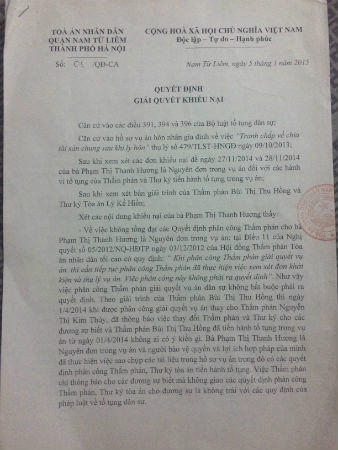 TOÀ ÁN NHÂN DÂN
QUẬN NAM TỪ LIÊM
THÀNH PHỐ HÀ NỘI
CỘNG HOÀ XÃ HỘI CHỦ NGHĨA VIỆT NAM
Độc lập - Tự do - Hạnh phúc
Số: 01 /QĐ-CA
Nam Từ Liêm, ngày 5 tháng 1 năm 2015
QUYẾT ĐỊNH
GIẢI QUYẾT KHIẾU NẠI
Căn cứ vào các điều 391, 394 và 396 của Bộ luật tố tụng dân sự;
Căn cứ vào hồ sơ vụ án hôn nhân gia đình về việc "Tranh chấp về chia
tài sản chung sau khi ly hôn" thụ lý số 479/TLST-HNGĐ ngày 09/10/2013;
Sau khi xem xét các đơn khiếu nại đề ngày 27/11/2014 và 28/11/2014
của bà Phạm Thị Thanh Hương là Nguyên đơn trong vụ án đối với các hành
vi tố tụng của Thẩm phán và Thư ký tiến hành tố tụng trong vụ án;
Sau khi xem xét bản giải trình của Thẩm phán Bùi Thị Thu Hồng và Thư
ký Tòa án Lý Kế Hiển;
Xét các nội dung khiếu nại của bà Phạm Thị Thanh Hương thấy:
- Về việc không tống đạt các Quyết định phân công Thẩm phán cho bà
Phạm Thị Thanh Hương là Nguyên đơn trong vụ án: tại Điều 11 của Nghị
quyết số 05/2012/NQ-HĐTP ngày 03/12/2012 của Hội đồng Thẩm phán Tòa
án nhân dân tối cao có quy định: " Khi phân công Thẩm phán giải quyết vụ
án, thì cần tiếp tục phân công Thẩm phán đã thực hiện việc xem xét đơn khởi
kiện và thụ lý vụ án. Việc phân công này không phải ra quyết định". Như vậy
việc phân công Thẩm phán giải quyết vụ án dân sự không bắt buộc phải ra
quyết định. Theo giải trình của Thẩm phán Bùi Thị Thu Hồng thì ngày
1/4/2014 khi được phân công giải quyết vụ án thay cho Thẩm phán Nguyễn
Thị Kim Thúy, đã thông báo việc thay đổi Thẩm phán và Thư ký cho các
đương sự biết và Thẩm phán Bùi Thị Thu Hồng đã tiến hành tố tụng trong vụ
án từ ngày 01/4/2014 không ai có ý kiến gì. Bà Phạm Thị Thanh Hương là
Nguyên đơn trong vụ án và người bảo vệ quyền và lợi ích hợp pháp của mình
đã thực hiện việc sao chụp các tài liệu trong hồ sơ vụ án trong đó có các quyết
định phân công Thẩm phán, Thư ký tòa án tiến hành tố tụng. Việc Thẩm phán
chỉ thông báo cho các đương sự biết mà không giao các quyết định phân công
Thẩm phán, Thư ký tòa án cho đương sự là không trái với các quy định của
pháp luật về tố tụng dân sự.